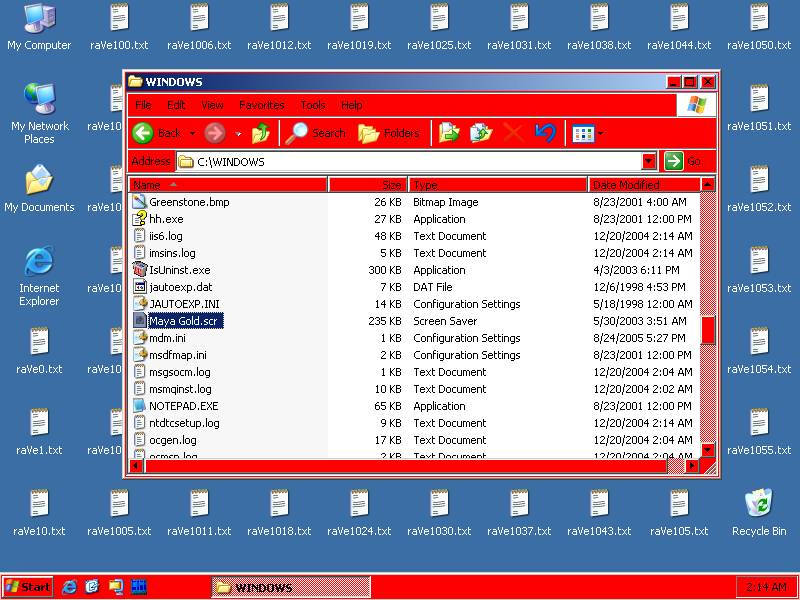 My Computer raVe100.txt raVe1006.txt raVe1012.txt raVe1019.txt raVe1025.txt raVe1031.txt raVe1038.txt raVe1044.txt raVe1050.txt
My Network Places
raVe1051.txt
My Documents
raVe1052.txt
Internet Explorer
raVe1053.txt
raVe0.txt
raVe1054.txt
raVe1.txt
raVe1055.txt
WINDOWS
File Edit View Favorites Tools Help
Back Search Folders
Address C:\WINDOWS Go
Name Size Type Date Modified
Greenstone.bmp 26 KB Bitmap Image 8/23/2001 4:00 AM
hh.exe 27 KB Application 8/23/2001 12:00 PM
iis6.log 48 KB Text Document 12/20/2004 2:14 AM
imsins.log 5 KB Text Document 12/20/2004 2:14 AM
IsUninst.exe 300 KB Application 4/3/2003 6:11 PM
jautoexp.dat 7 KB DAT File 12/6/1998 4:53 PM
JAUTOEXP.INI 14 KB Configuration Settings 5/18/1998 12:00 AM
Maya Gold.scr 235 KB Screen Saver 5/30/2003 3:51 AM
mdm.ini 1 KB Configuration Settings 8/24/2005 5:27 PM
msdfmap.ini 2 KB Configuration Settings 8/23/2001 12:00 PM
msgsocm.log 1 KB Text Document 12/20/2004 2:04 AM
msmqinst.log 10 KB Text Document 12/20/2004 2:02 AM
NOTEPAD.EXE 65 KB Application 8/23/2001 12:00 PM
ntdtcsetup.log 9 KB Text Document 12/20/2004 2:14 AM
ocgen.log 17 KB Text Document 12/20/2004 2:04 AM
ocmsn.log 2 KB Text Document 12/20/2004 2:04 AM
raVe10.txt raVe1005.txt raVe1011.txt raVe1018.txt raVe1024.txt raVe1030.txt raVe1037.txt raVe1043.txt raVe105.txt Recycle Bin
Start WINDOWS 2:14 AM